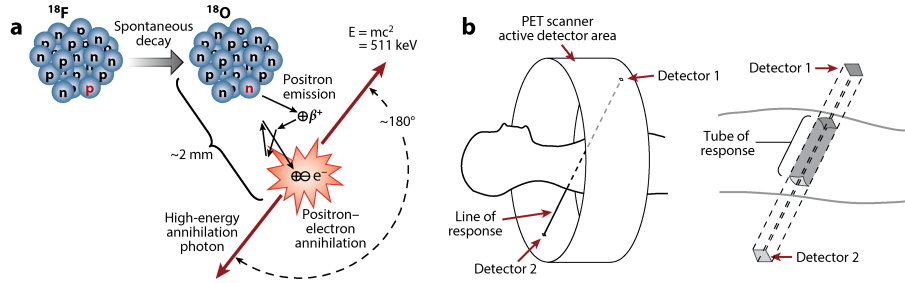 a
¹⁸F
Spontaneous
decay
¹⁸O
n p n p n p n p n p n p n p
n p n p n p n p n p n p n n
E = mc²
= 511 keV
Positron
emission
⊕β⁺
~180°
~2 mm
⊕⊖ e⁻
High-energy
annihilation
photon
Positron–
electron
annihilation
b
PET scanner
active detector area
Detector 1
Line of
response
Detector 2
Detector 1
Tube of
response
Detector 2